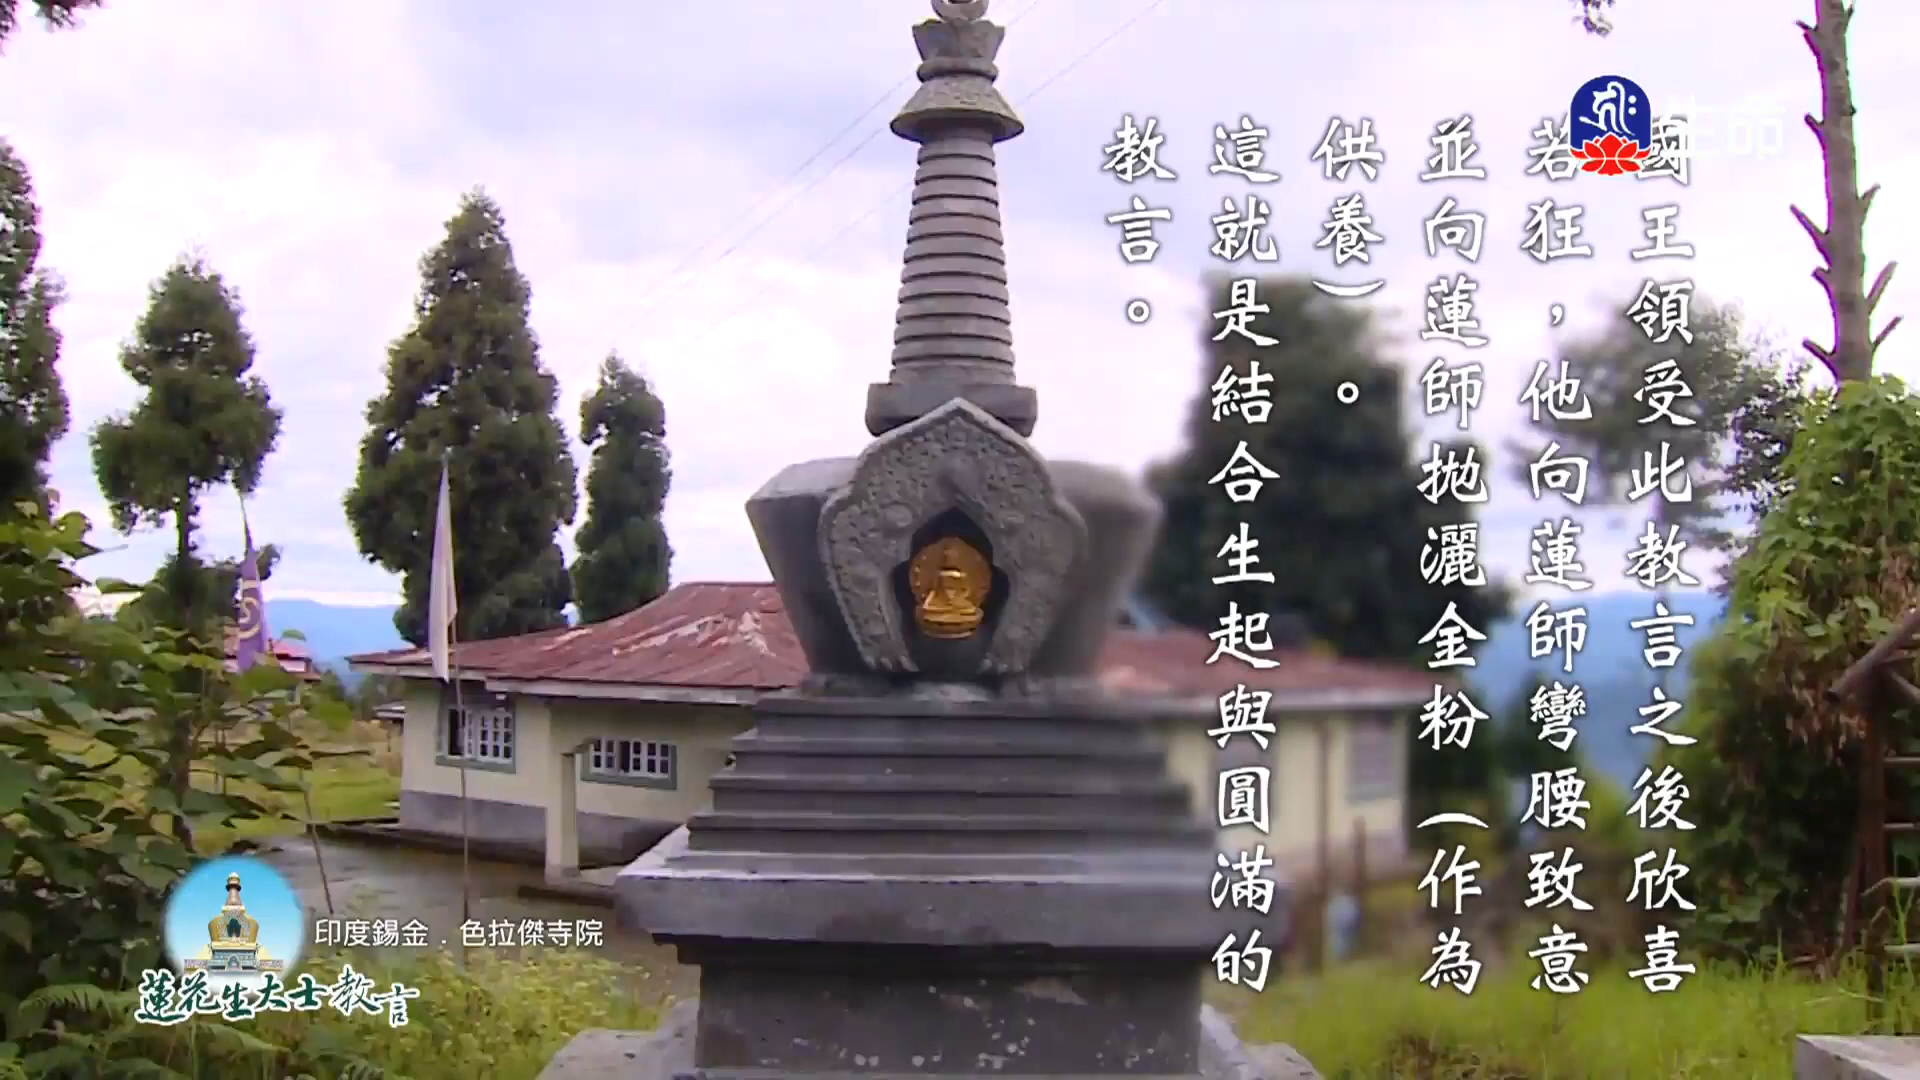 國王領受此教言之後欣喜
若狂，他向蓮師彎腰致意
並向蓮師拋灑金粉（作為
供養）。
這就是結合生起與圓滿的
教言。
生命
印度錫金．色拉傑寺院
蓮花生大士教言